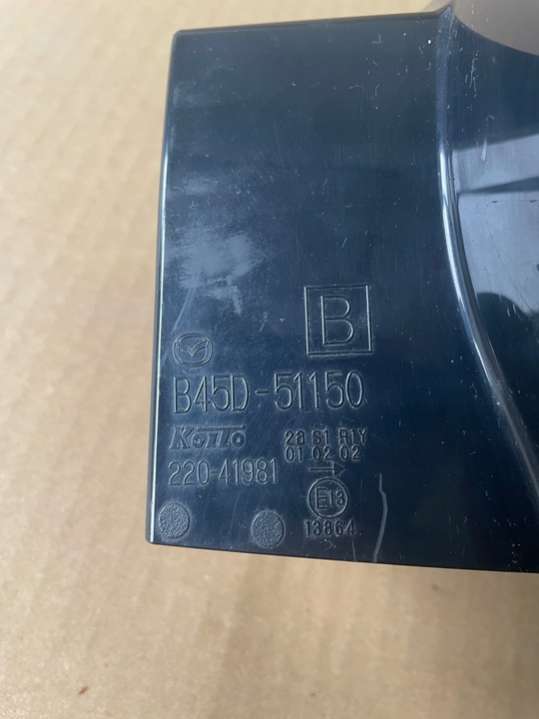 B
B45D-51150
Koito
2a S1 R1Y
01 02 02
220-41981
E13
13864